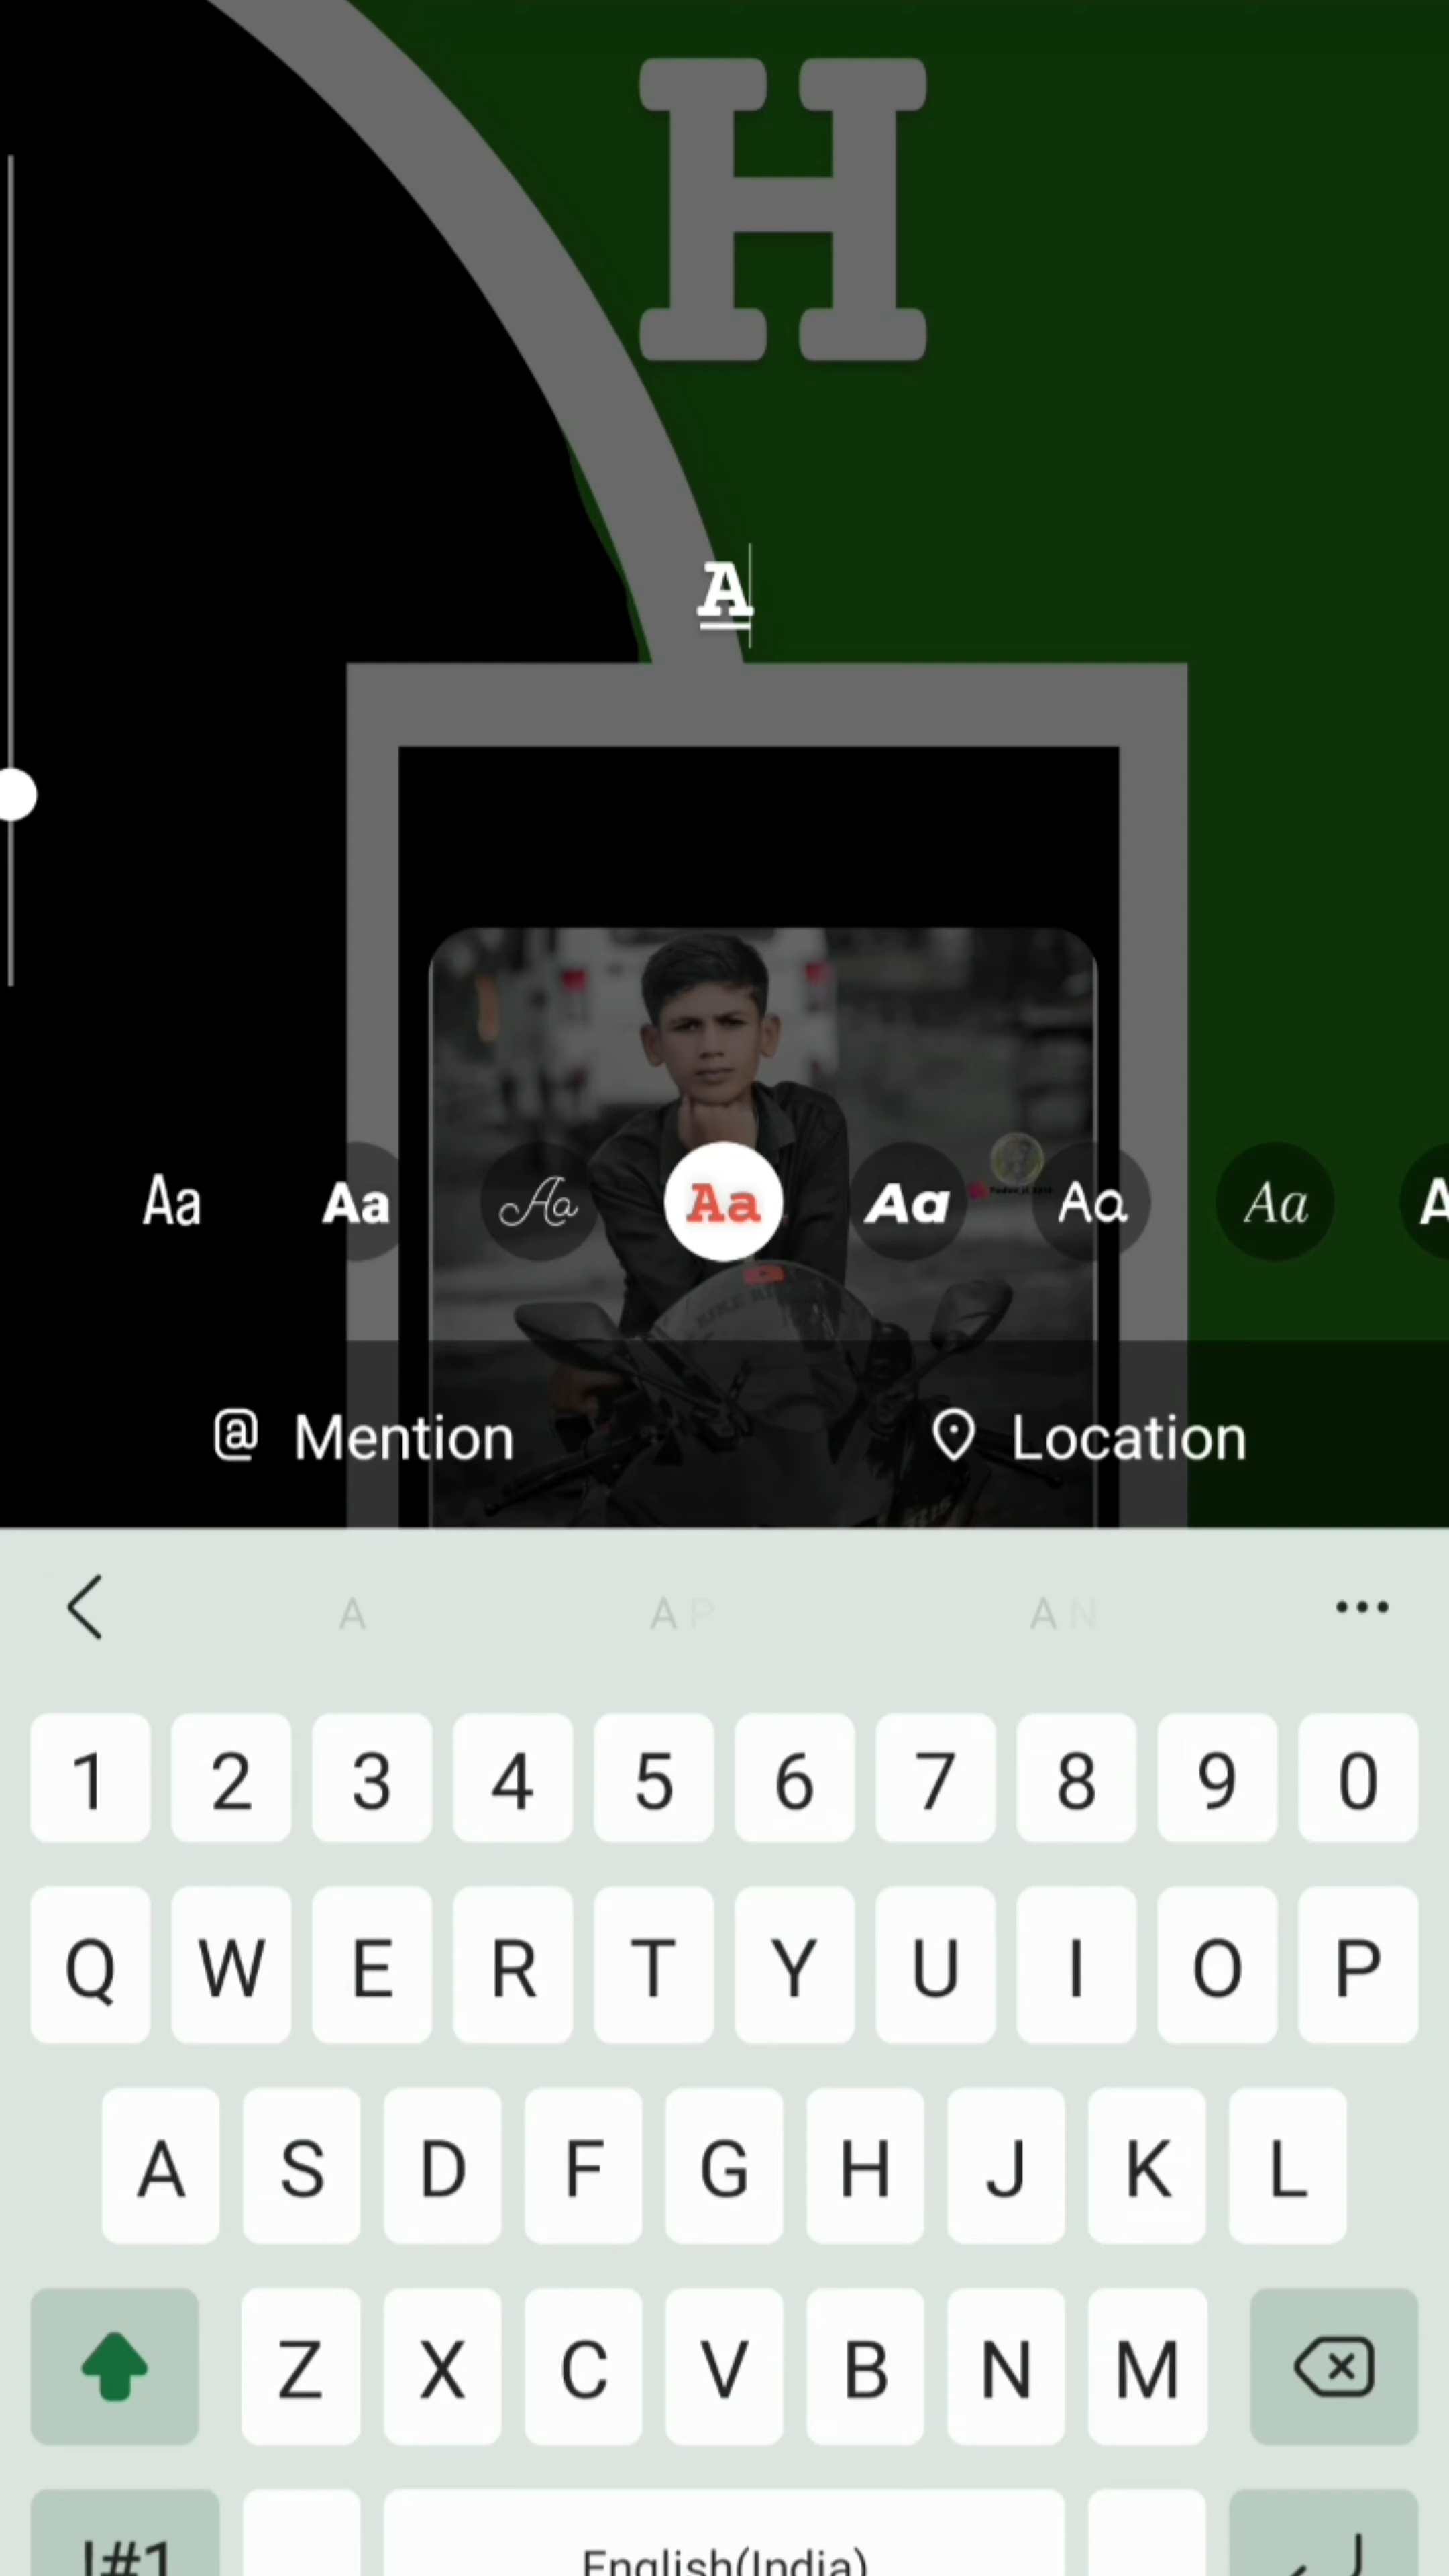 H
A
Aa Aa Aa Aa Aa Aa Aa A
Mention Location
A AP AN
1 2 3 4 5 6 7 8 9 0
Q W E R T Y U I O P
A S D F G H J K L
Z X C V B N M
!#1 English(India)